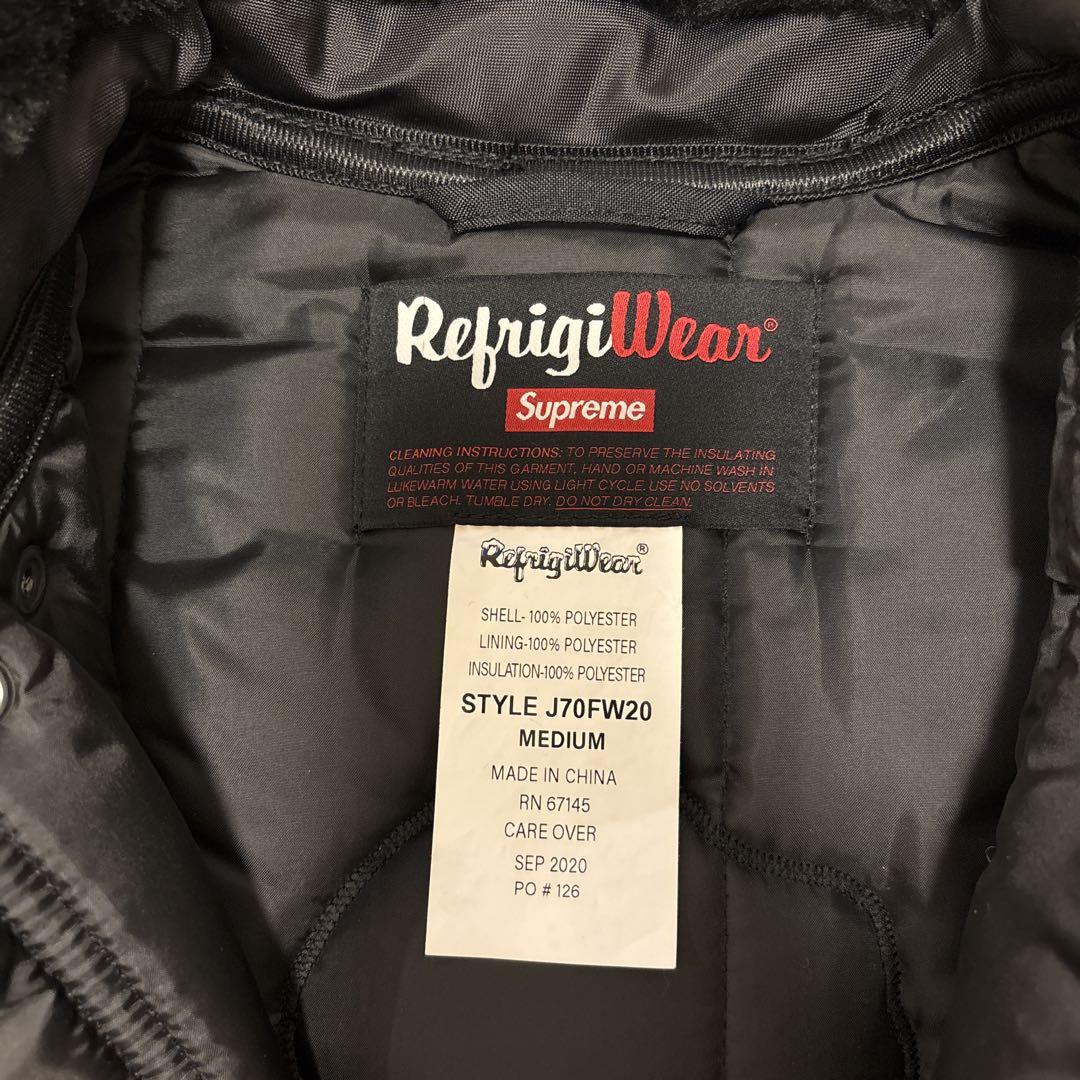 RefrigiWear®
Supreme
CLEANING INSTRUCTIONS: TO PRESERVE THE INSULATING
QUALITIES OF THIS GARMENT, HAND OR MACHINE WASH IN
LUKEWARM WATER USING LIGHT CYCLE. USE NO SOLVENTS
OR BLEACH. TUMBLE DRY. DO NOT DRY CLEAN.
RefrigiWear®
SHELL- 100% POLYESTER
LINING-100% POLYESTER
INSULATION-100% POLYESTER
STYLE J70FW20
MEDIUM
MADE IN CHINA
RN 67145
CARE OVER
SEP 2020
PO # 126